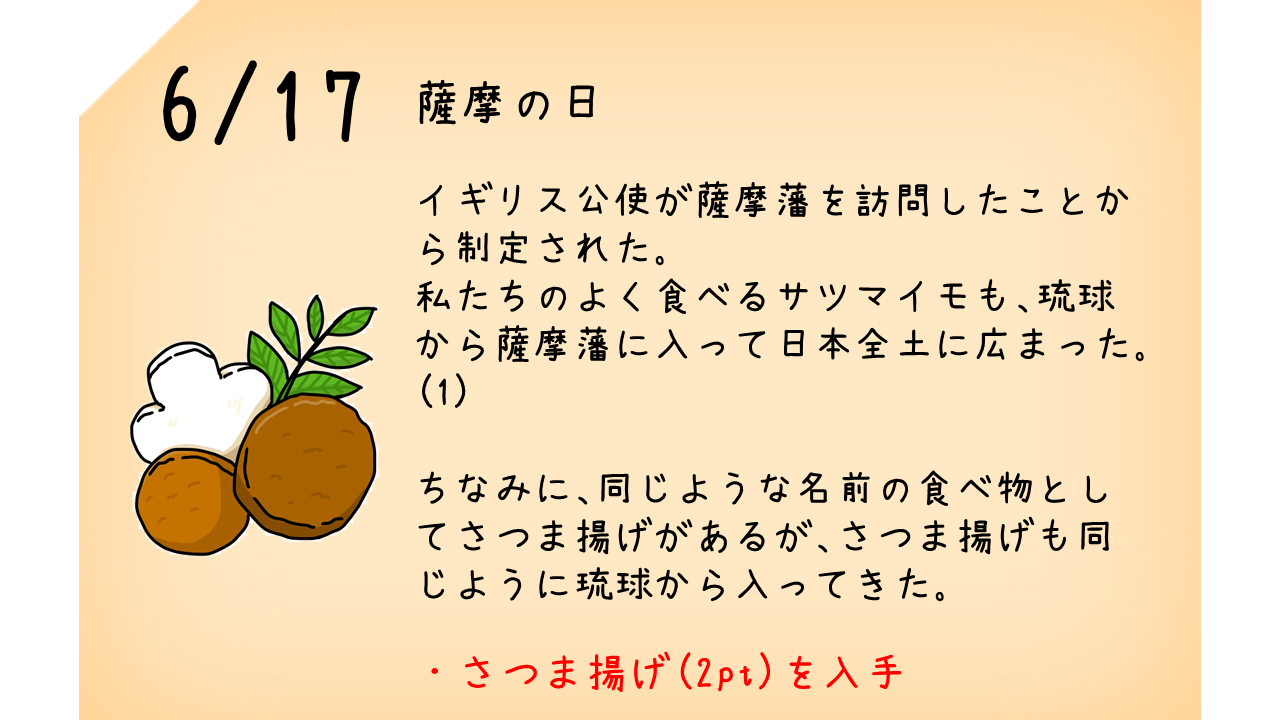 6/17
薩摩の日
イギリス公使が薩摩藩を訪問したことか
ら制定された。
私たちのよく食べるサツマイモも、琉球
から薩摩藩に入って日本全土に広まった。
(1)
ちなみに、同じような名前の食べ物とし
てさつま揚げがあるが、さつま揚げも同
じように琉球から入ってきた。
・さつま揚げ(2pt)を入手